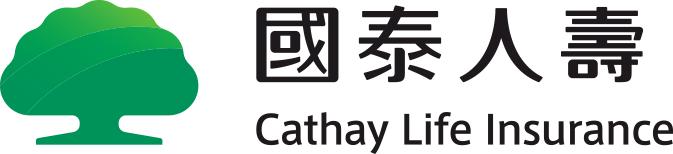 國泰人壽
Cathay Life Insurance